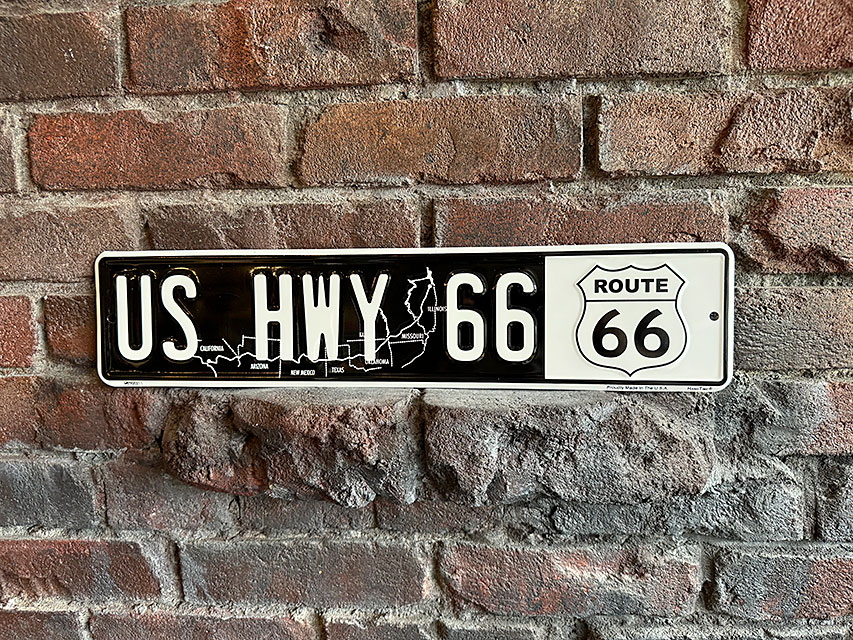 US HWY 66
ROUTE
66
CALIFORNIA
ARIZONA
NEW MEXICO
TEXAS
OKLAHOMA
MISSOURI
ILLINOIS
Proudly Made In The U.S.A.